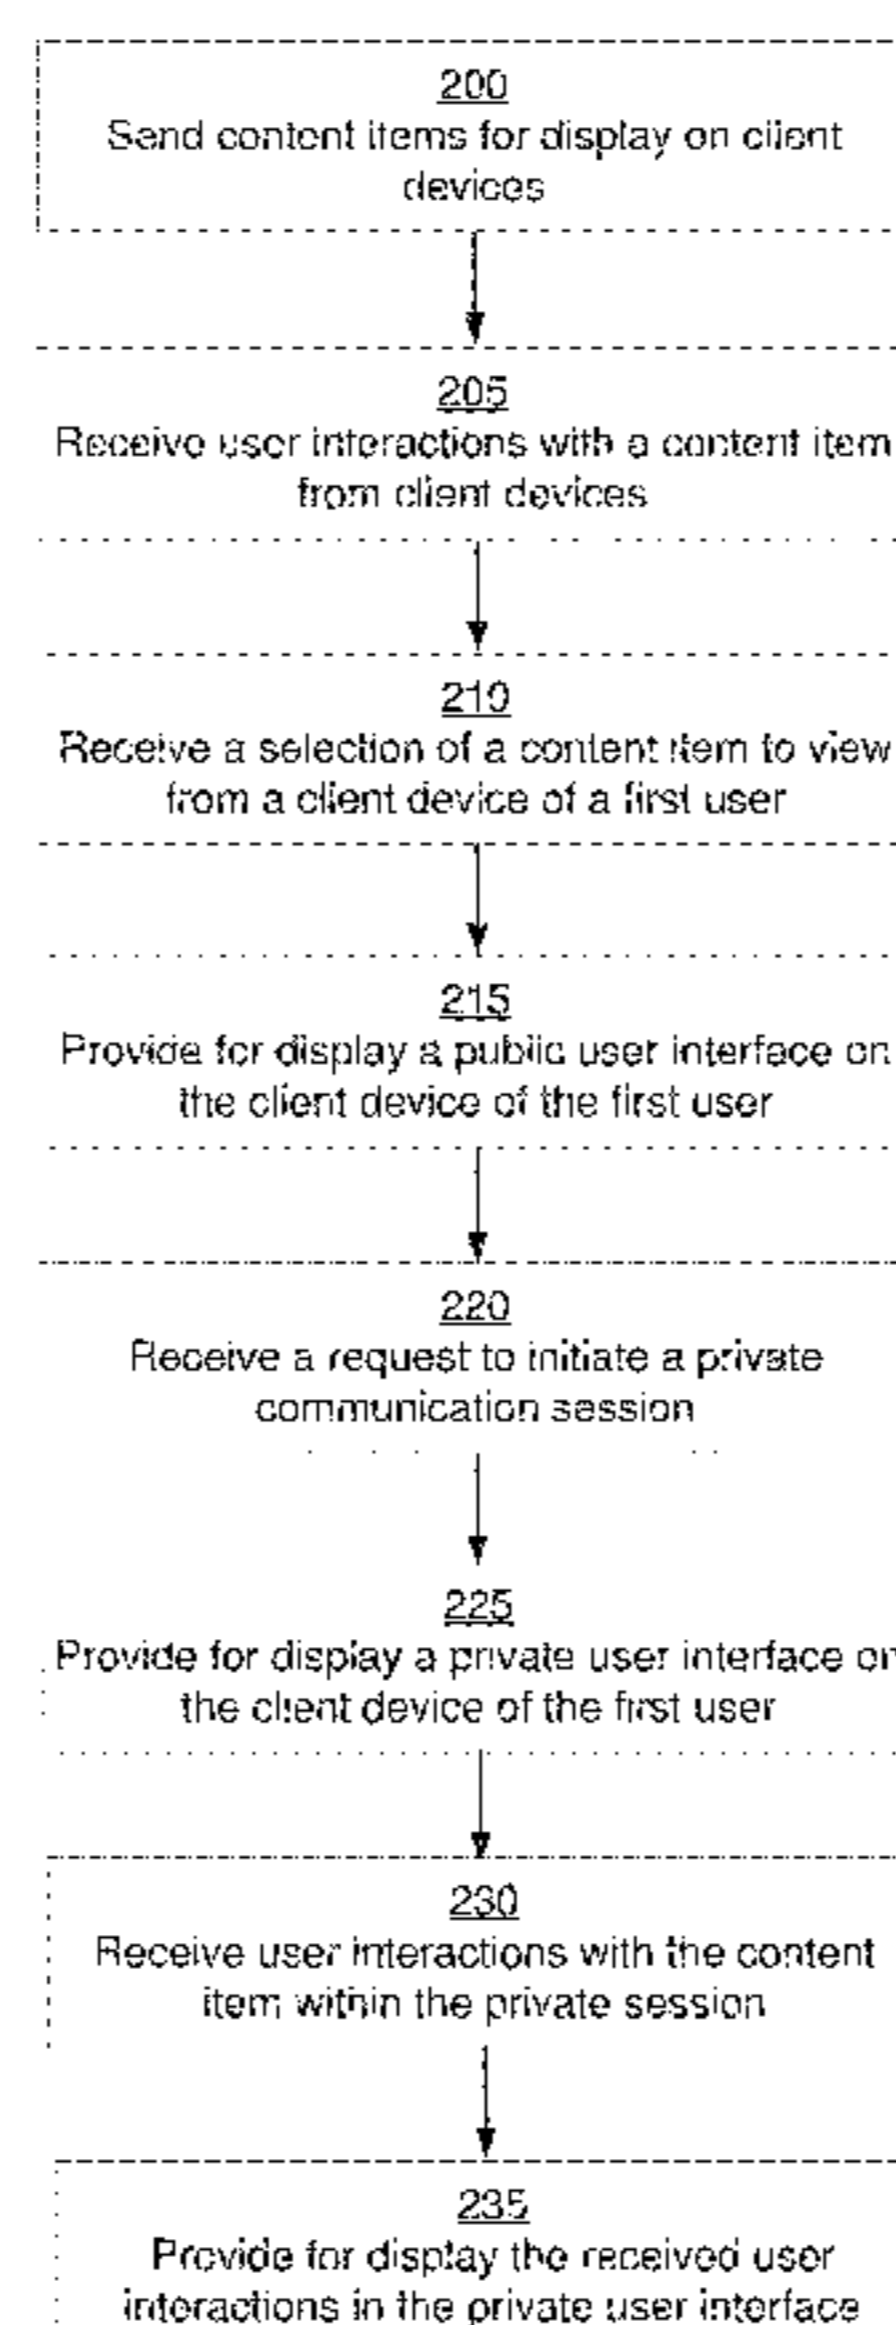 200
Send content items for display on client
devices
205
Receive user interactions with a content item
from client devices
210
Receive a selection of a content item to view
from a client device of a first user
215
Provide for display a public user interface on
the client device of the first user
220
Receive a request to initiate a private
communication session
225
Provide for display a private user interface on
the client device of the first user
230
Receive user interactions with the content
item within the private session
235
Provide for display the received user
interactions in the private user interface